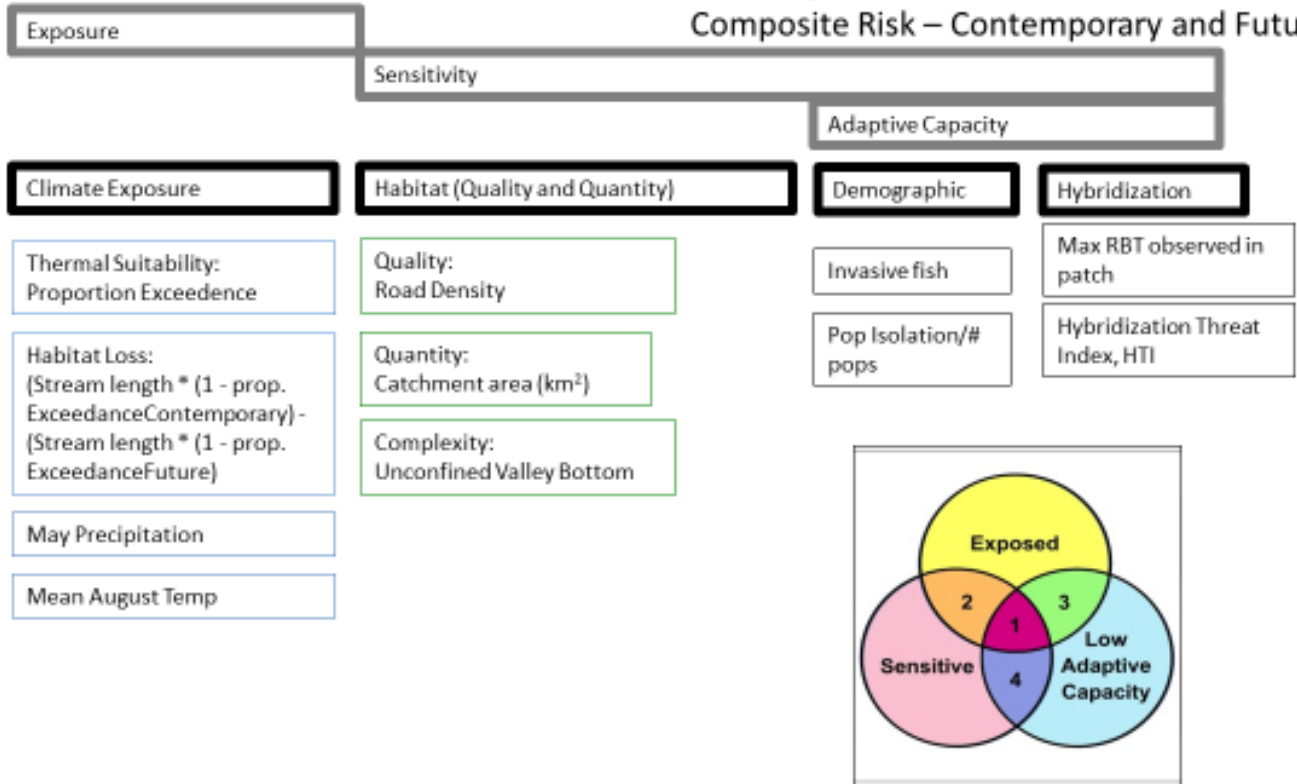 Composite Risk – Contemporary and Futu
Exposure
Sensitivity
Adaptive Capacity
Climate Exposure
Habitat (Quality and Quantity)
Demographic
Hybridization
Thermal Suitability:
Proportion Exceedence
Habitat Loss:
(Stream length * (1 - prop.
ExceedanceContemporary) -
(Stream length * (1 - prop.
ExceedanceFuture)
May Precipitation
Mean August Temp
Quality:
Road Density
Quantity:
Catchment area (km²)
Complexity:
Unconfined Valley Bottom
Invasive fish
Pop Isolation/#
pops
Max RBT observed in
patch
Hybridization Threat
Index, HTI
Exposed
2
3
1
Sensitive
Low
Adaptive
Capacity
4